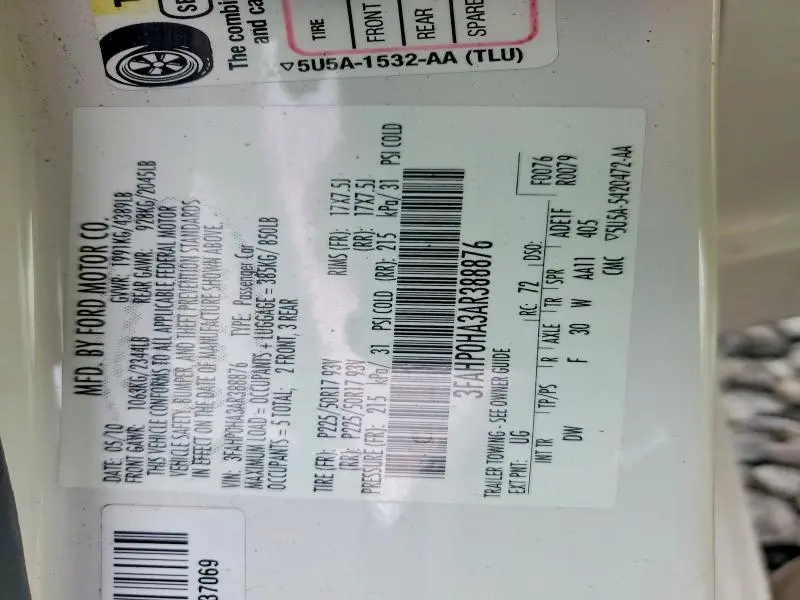 The combi
and ca
SE
TIRE
FRONT
REAR
SPARE
▽5U5A-1532-AA (TLU)
MFD. BY FORD MOTOR CO.
DATE: 05/10 GVWR: 1991KG/4389LB
FRONT GAWR: 1063KG/2344LB REAR GAWR: 928KG/2045LB
THIS VEHICLE CONFORMS TO ALL APPLICABLE FEDERAL MOTOR
VEHICLE SAFETY, BUMPER, AND THEFT PREVENTION STANDARDS
IN EFFECT ON THE DATE OF MANUFACTURE SHOWN ABOVE.
VIN: 3FAHP0HA3AR388876 TYPE: Passenger Car
MAXIMUM LOAD = OCCUPANTS + LUGGAGE = 385KG/850LB
OCCUPANTS = 5 TOTAL: 2 FRONT, 3 REAR
TIRE (FR): P225/50R17 93V RIMS (FR): 17X7.5J
(RR): P225/50R17 93V (RR): 17X7.5J
PRESSURE (FR): 215 kPa/ 31 PSI COLD (RR): 215 kPa/ 31 PSI COLD
3FAHP0HA3AR388876
TRAILER TOWING - SEE OWNER GUIDE F0076
EXT PNT: UG RC: 72 DSO: R0079
INT TR TP/PS R AXLE TR SPR ADE1F
DW F 30 W AA11 405
CMC ▽5U5A-5420472-AA
37069